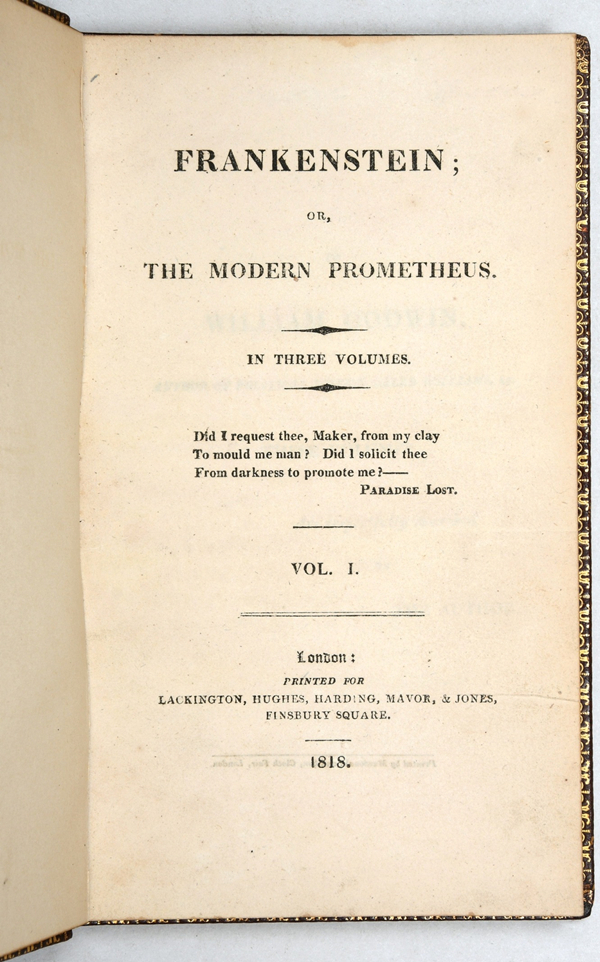 FRANKENSTEIN;
OR,
THE MODERN PROMETHEUS.
IN THREE VOLUMES.
Did I request thee, Maker, from my clay
To mould me man? Did I solicit thee
From darkness to promote me?——
PARADISE LOST.
VOL. I.
London:
PRINTED FOR
LACKINGTON, HUGHES, HARDING, MAVOR, & JONES,
FINSBURY SQUARE.
1818.